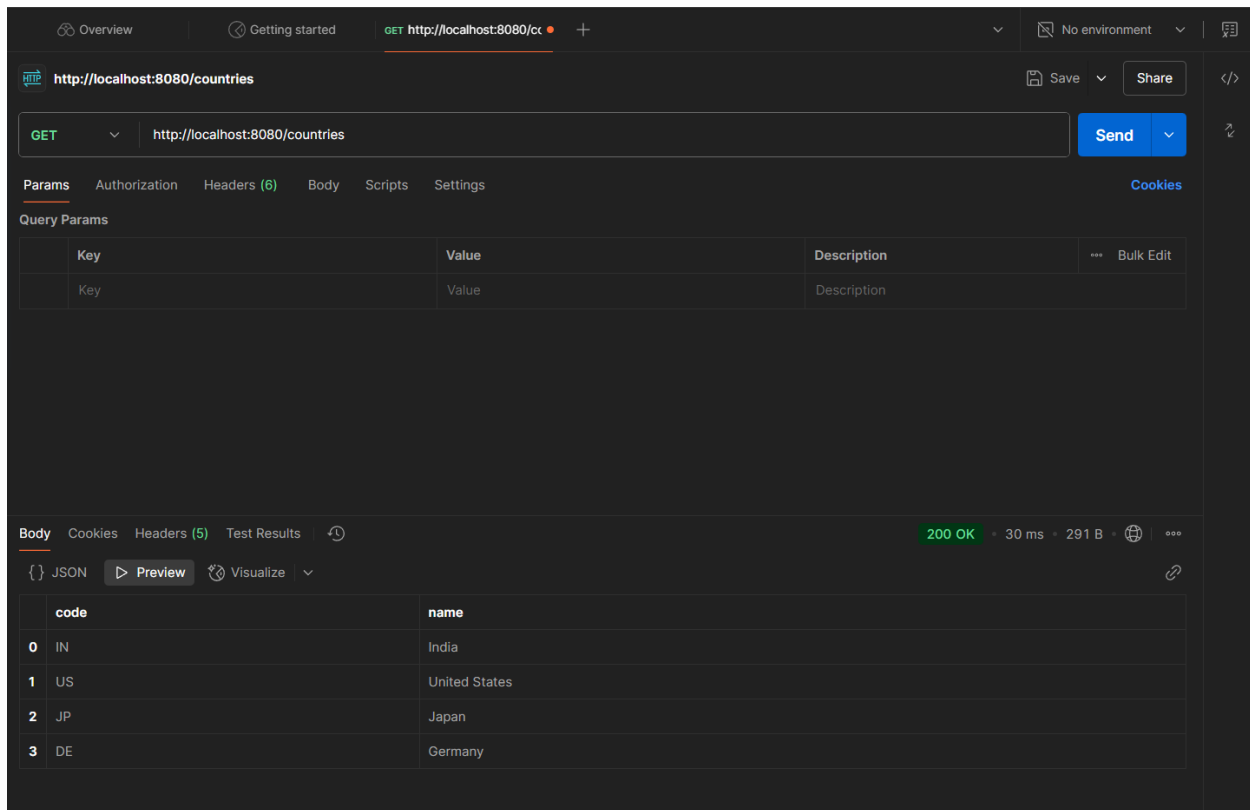 Overview Getting started GET http://localhost:8080/cc No environment
HTTP http://localhost:8080/countries Save Share </>
GET http://localhost:8080/countries Send
Params Authorization Headers (6) Body Scripts Settings Cookies
Query Params
Key Value Description Bulk Edit
Key Value Description
Body Cookies Headers (5) Test Results 200 OK 30 ms 291 B
{} JSON Preview Visualize
code name
0 IN India
1 US United States
2 JP Japan
3 DE Germany